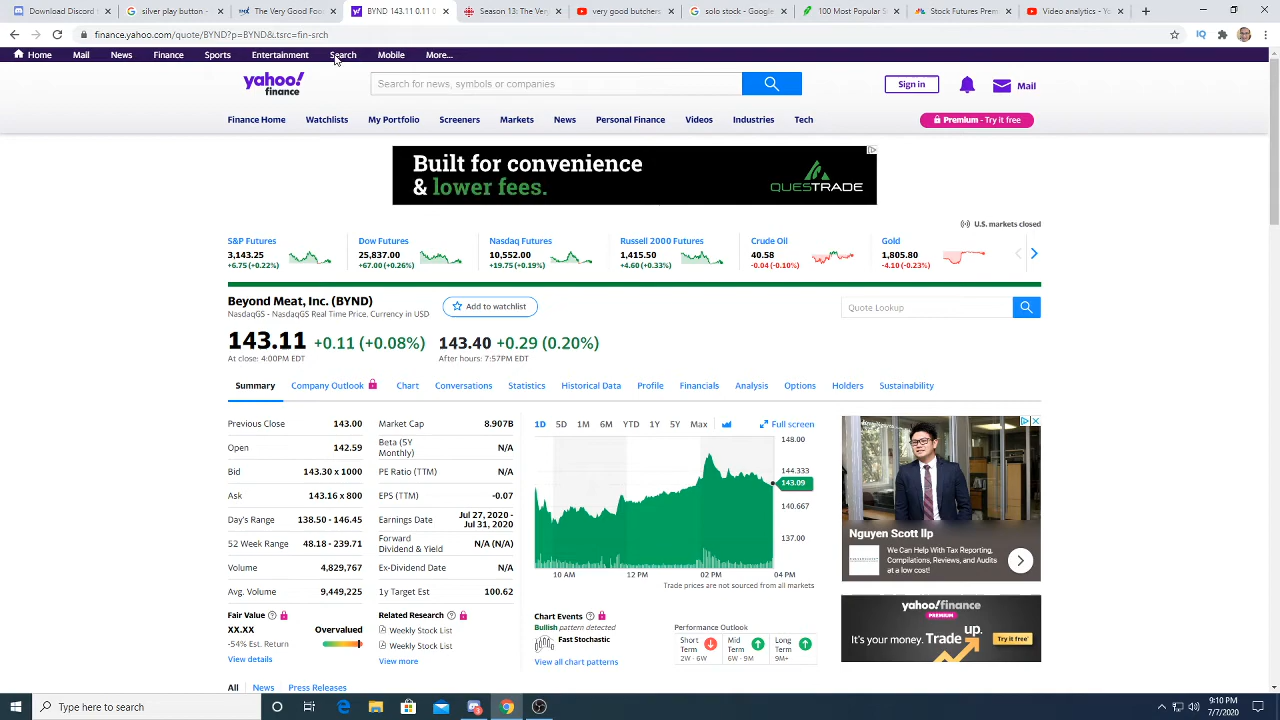 Download Discord
silver play button -
The Very Good Foo
BYND 143.11 0.11 0
Season 13: The Ver
very good butchers
solo stock - Google
100 Most Popular S
Stock Futures Prem
Video analytics - Yo
finance.yahoo.com/quote/BYND?p=BYND&.tsrc=fin-srch
Home
Mail
News
Finance
Sports
Entertainment
Search
Mobile
More...
yahoo!
finance
Search for news, symbols or companies
Sign in
Mail
Finance Home
Watchlists
My Portfolio
Screeners
Markets
News
Personal Finance
Videos
Industries
Tech
Premium - Try it free
Built for convenience
& lower fees.
QUESTRADE
U.S. markets closed
S&P Futures
3,143.25
+6.75 (+0.22%)
Dow Futures
25,837.00
+67.00 (+0.26%)
Nasdaq Futures
10,552.00
+19.75 (+0.19%)
Russell 2000 Futures
1,415.50
+4.60 (+0.33%)
Crude Oil
40.58
-0.04 (-0.10%)
Gold
1,805.80
-4.10 (-0.23%)
Beyond Meat, Inc. (BYND)
NasdaqGS - NasdaqGS Real Time Price. Currency in USD
Add to watchlist
Quote Lookup
143.11 +0.11 (+0.08%)
At close: 4:00PM EDT
143.40 +0.29 (0.20%)
After hours: 7:57PM EDT
Summary
Company Outlook
Chart
Conversations
Statistics
Historical Data
Profile
Financials
Analysis
Options
Holders
Sustainability
Previous Close 143.00
Open 142.59
Bid 143.30 x 1000
Ask 143.16 x 800
Day's Range 138.50 - 146.45
52 Week Range 48.18 - 239.71
Volume 4,829,767
Avg. Volume 9,449,225
Market Cap 8.907B
Beta (5Y
Monthly) N/A
PE Ratio (TTM) N/A
EPS (TTM) -0.07
Earnings Date Jul 27, 2020 -
Jul 31, 2020
Forward
Dividend & Yield N/A (N/A)
Ex-Dividend Date N/A
1y Target Est 100.62
1D 5D 1M 6M YTD 1Y 5Y Max
Full screen
148.00
144.333
143.09
140.667
137.00
10 AM 12 PM 02 PM 04 PM
Trade prices are not sourced from all markets
Fair Value
XX.XX Overvalued
-54% Est. Return
View details
Related Research
Weekly Stock List
Weekly Stock List
View more
Chart Events
Bullish pattern detected
Fast Stochastic
View all chart patterns
Performance Outlook
Short
Term
2W - 6W
Mid
Term
6W - 9M
Long
Term
9M+
Nguyen Scott llp
We Can Help With Tax Reporting,
Compilations, Reviews, and Audits
at a low cost!
yahoo!finance
PREMIUM
It's your money. Trade up.
Try it free*
All
News
Press Releases
Type here to search
9:10 PM
7/7/2020